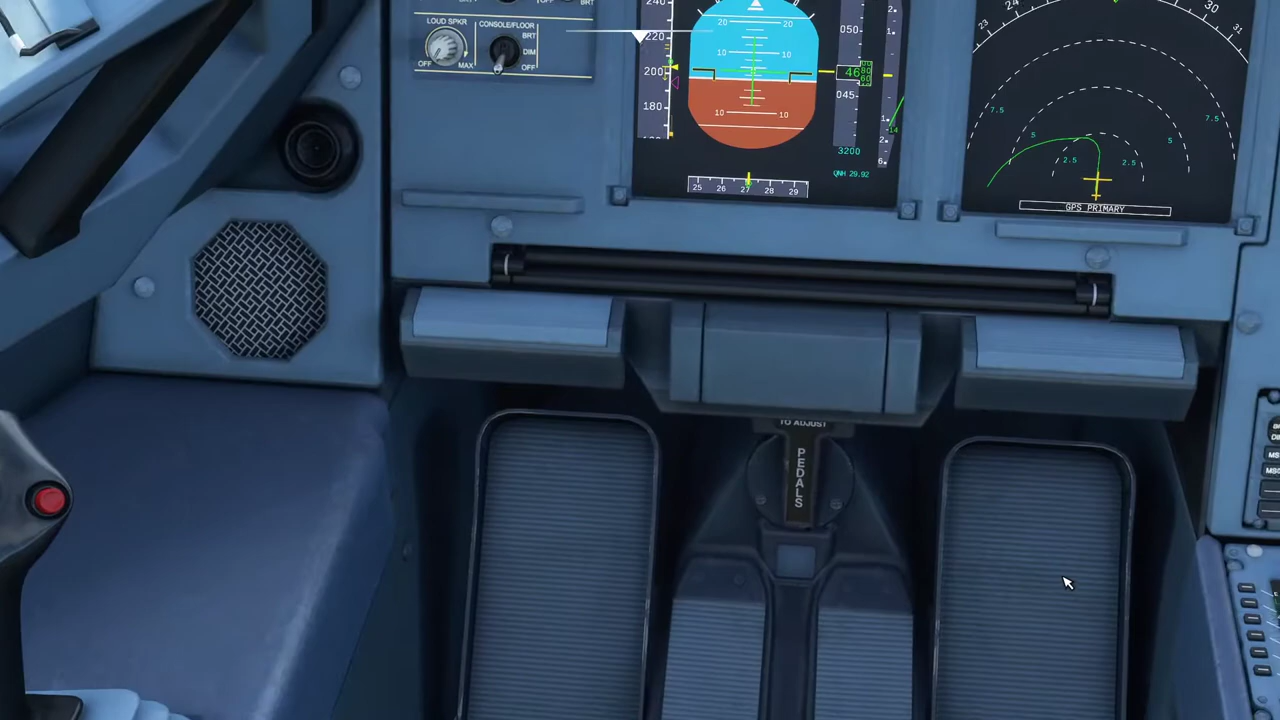 LOUD SPKR
CONSOLE/FLOOR
BRT
DIM
OFF
OFF
MAX
240
220
200
180
20
20
10
10
10
10
050
46
045
3200
QNH 29.92
25 26 27 28 29
23
24
30
31
7.5
7.5
5
5
2.5
2.5
GPS PRIMARY
TO ADJUST
PEDALS